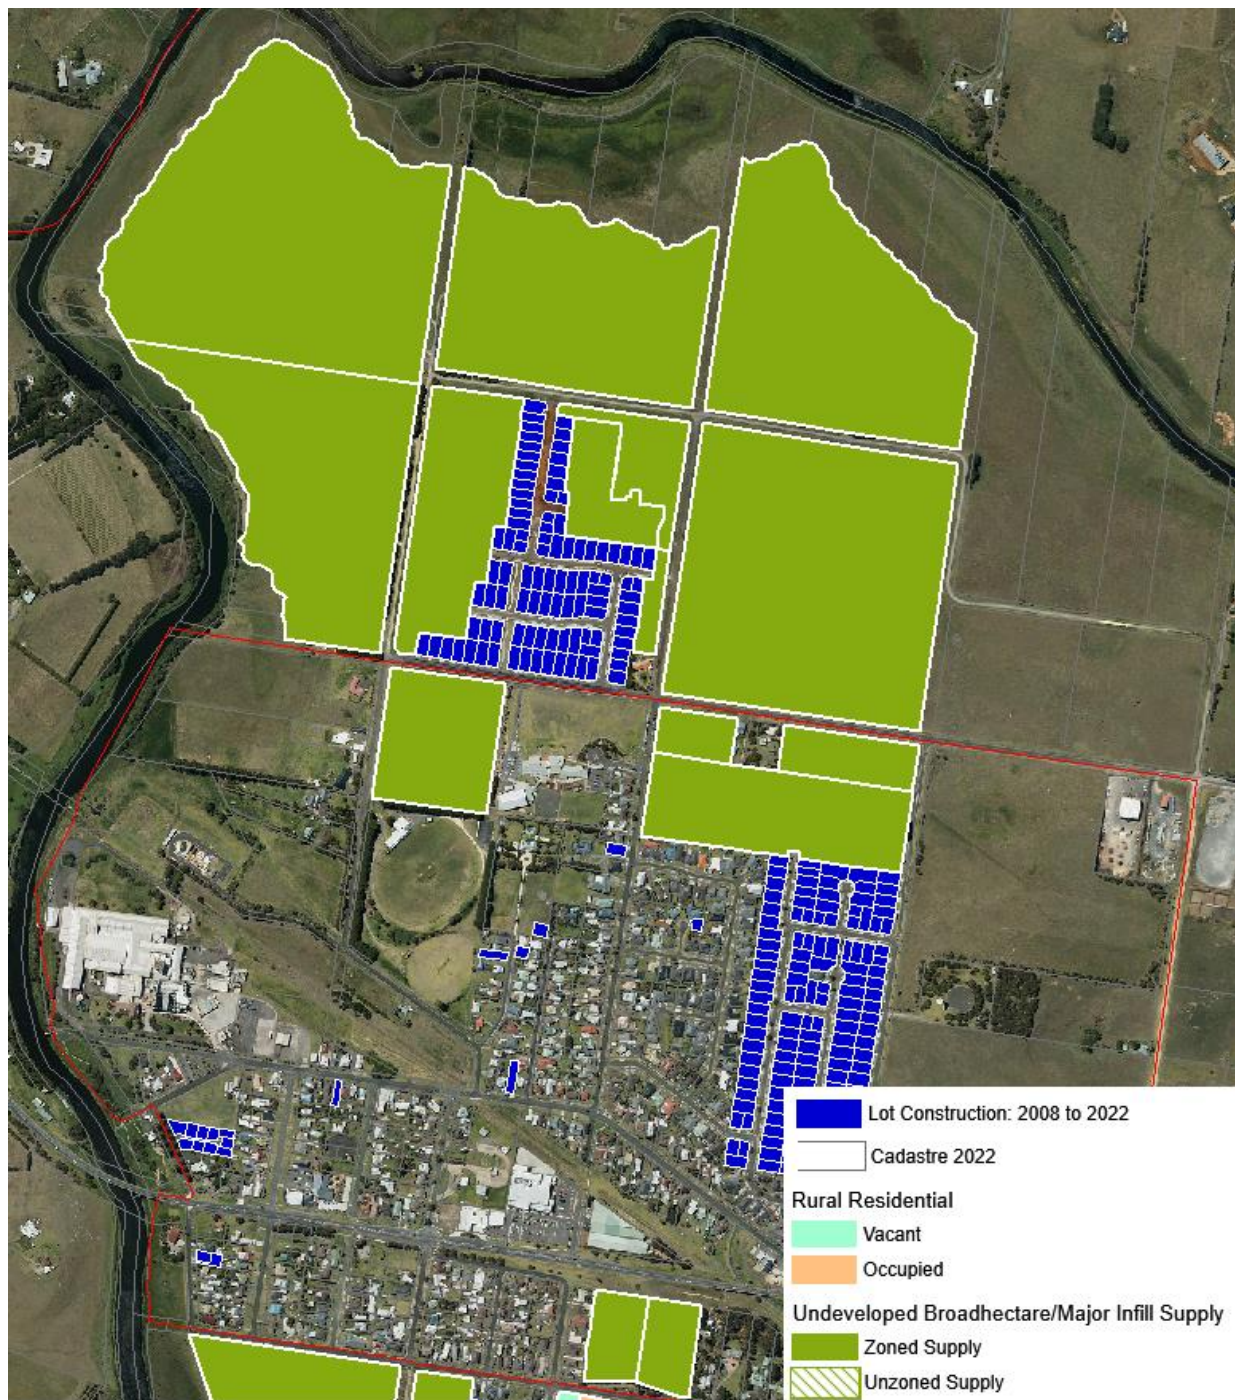 Lot Construction: 2008 to 2022
Cadastre 2022
Rural Residential
Vacant
Occupied
Undeveloped Broadhectare/Major Infill Supply
Zoned Supply
Unzoned Supply